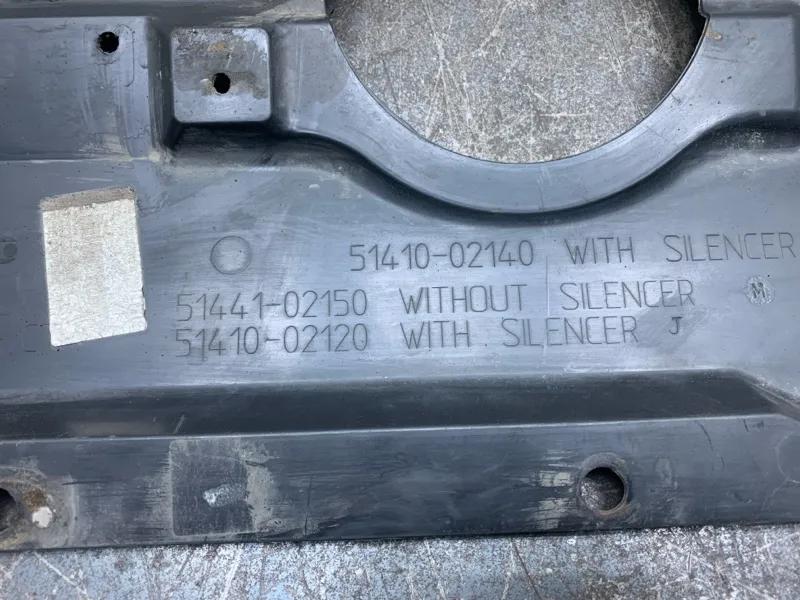 51410-02140 WITH SILENCER
51441-02150 WITHOUT SILENCER M
51410-02120 WITH SILENCER J